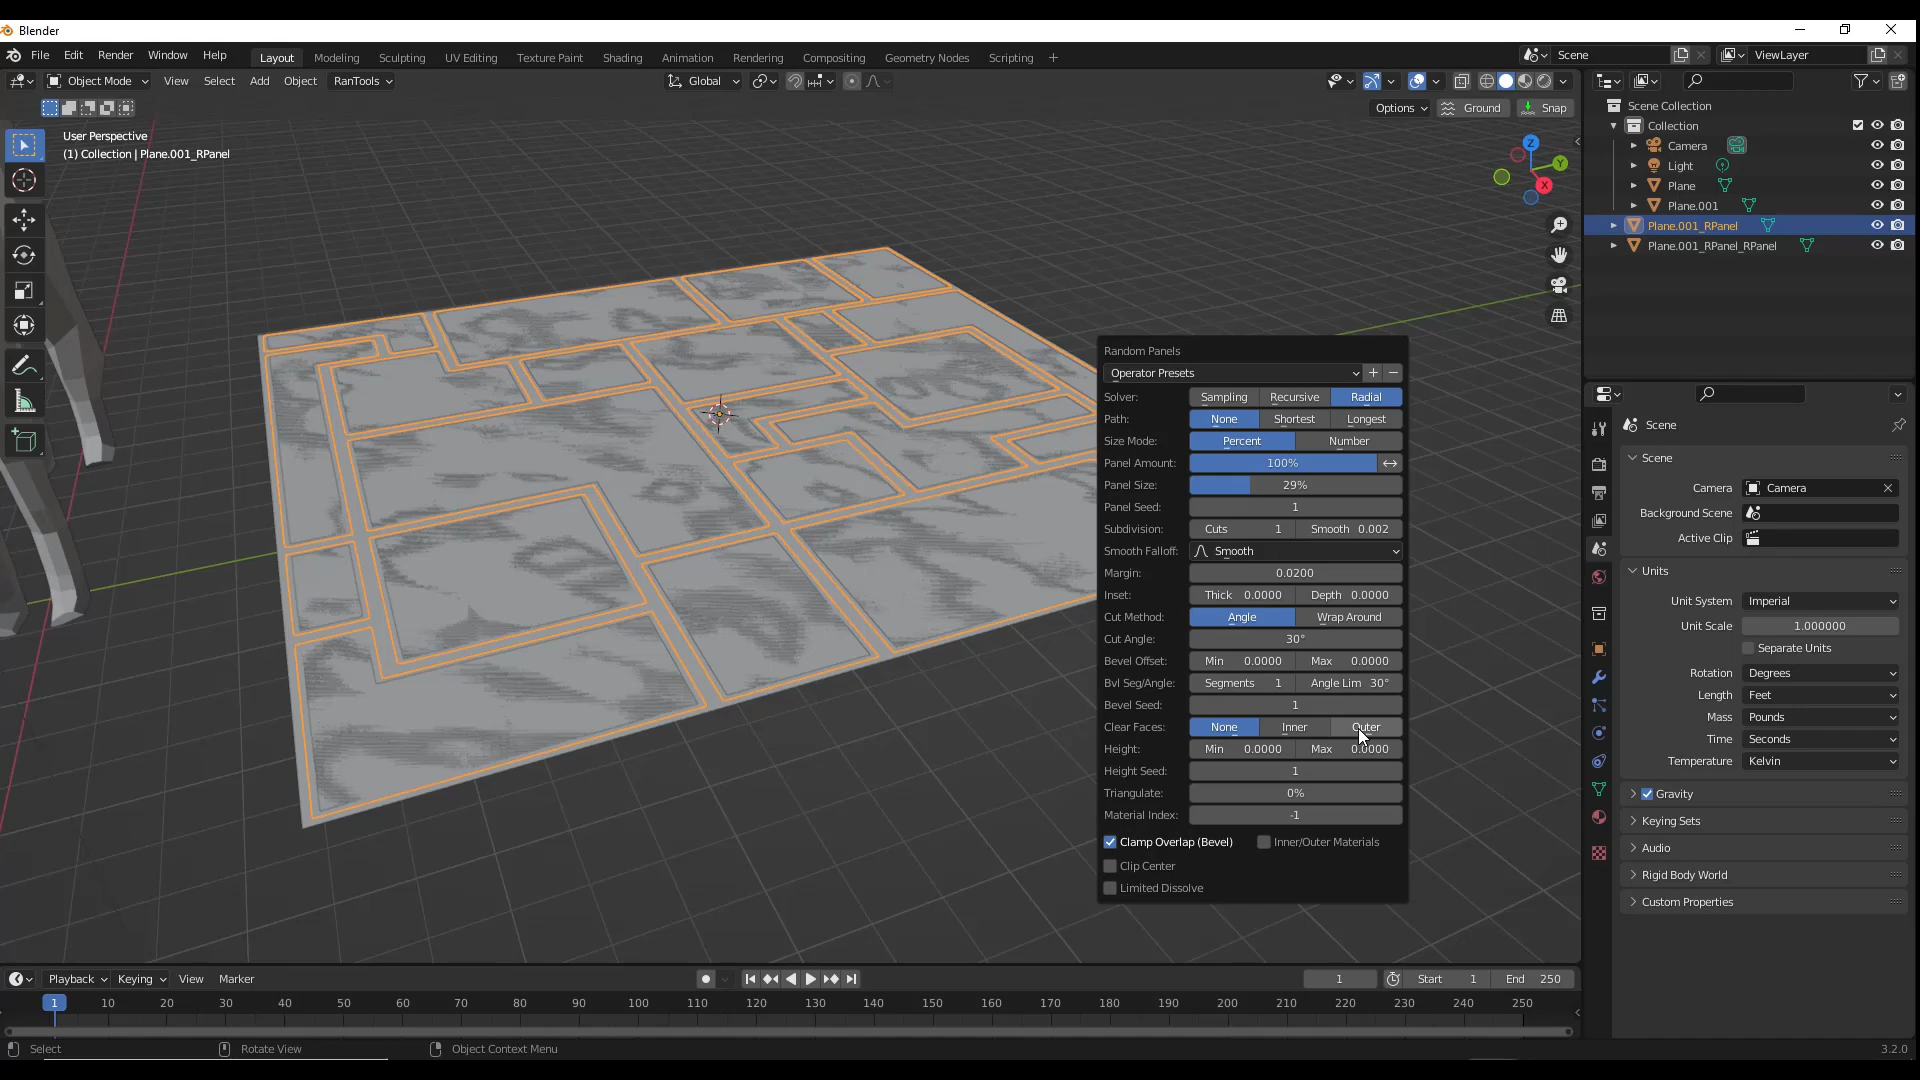 Blender
File Edit Render Window Help Layout Modeling Sculpting UV Editing Texture Paint Shading Animation Rendering Compositing Geometry Nodes Scripting + Scene ViewLayer
Object Mode View Select Add Object RanTools Global
Options Ground Snap
User Perspective
(1) Collection | Plane.001_RPanel
Z
Y
X
Scene Collection
Collection
Camera
Light
Plane
Plane.001
Plane.001_RPanel
Plane.001_RPanel_RPanel
Random Panels
Operator Presets
Solver: Sampling Recursive Radial
Path: None Shortest Longest
Size Mode: Percent Number
Panel Amount: 100%
Panel Size: 29%
Panel Seed: 1
Subdivision: Cuts 1 Smooth 0.002
Smooth Falloff: Smooth
Margin: 0.0200
Inset: Thick 0.0000 Depth 0.0000
Cut Method: Angle Wrap Around
Cut Angle: 30°
Bevel Offset: Min 0.0000 Max 0.0000
Bvl Seg/Angle: Segments 1 Angle Lim 30°
Bevel Seed: 1
Clear Faces: None Inner Outer
Height: Min 0.0000 Max 0.0000
Height Seed: 1
Triangulate: 0%
Material Index: -1
Clamp Overlap (Bevel) Inner/Outer Materials
Clip Center
Limited Dissolve
Scene
Scene
Camera Camera
Background Scene
Active Clip
Units
Unit System Imperial
Unit Scale 1.000000
Separate Units
Rotation Degrees
Length Feet
Mass Pounds
Time Seconds
Temperature Kelvin
Gravity
Keying Sets
Audio
Rigid Body World
Custom Properties
Playback Keying View Marker 1 Start 1 End 250
1 10 20 30 40 50 60 70 80 90 100 110 120 130 140 150 160 170 180 190 200 210 220 230 240 250
Select Rotate View Object Context Menu 3.2.0